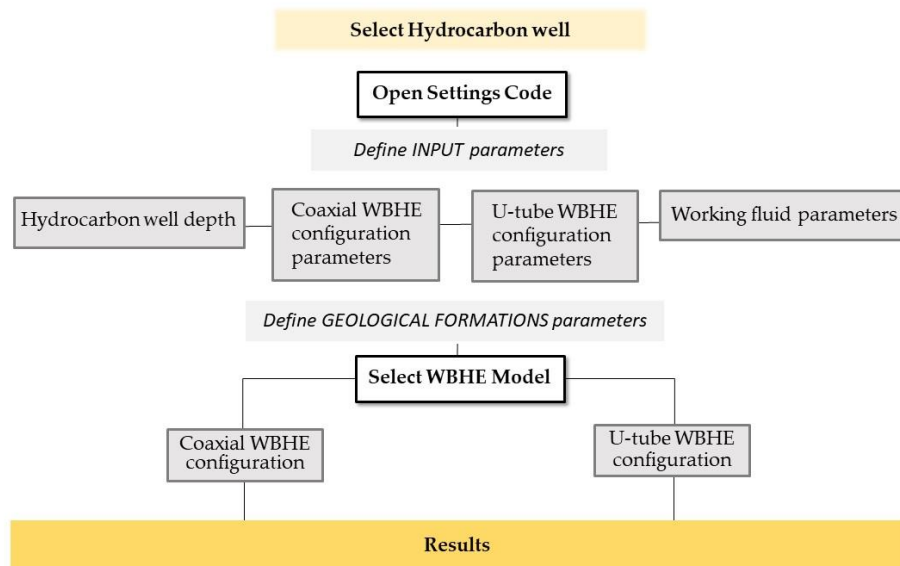 Select Hydrocarbon well
Open Settings Code
Define INPUT parameters
Hydrocarbon well depth
Coaxial WBHE
configuration
parameters
U-tube WBHE
configuration
parameters
Working fluid parameters
Define GEOLOGICAL FORMATIONS parameters
Select WBHE Model
Coaxial WBHE
configuration
U-tube WBHE
configuration
Results